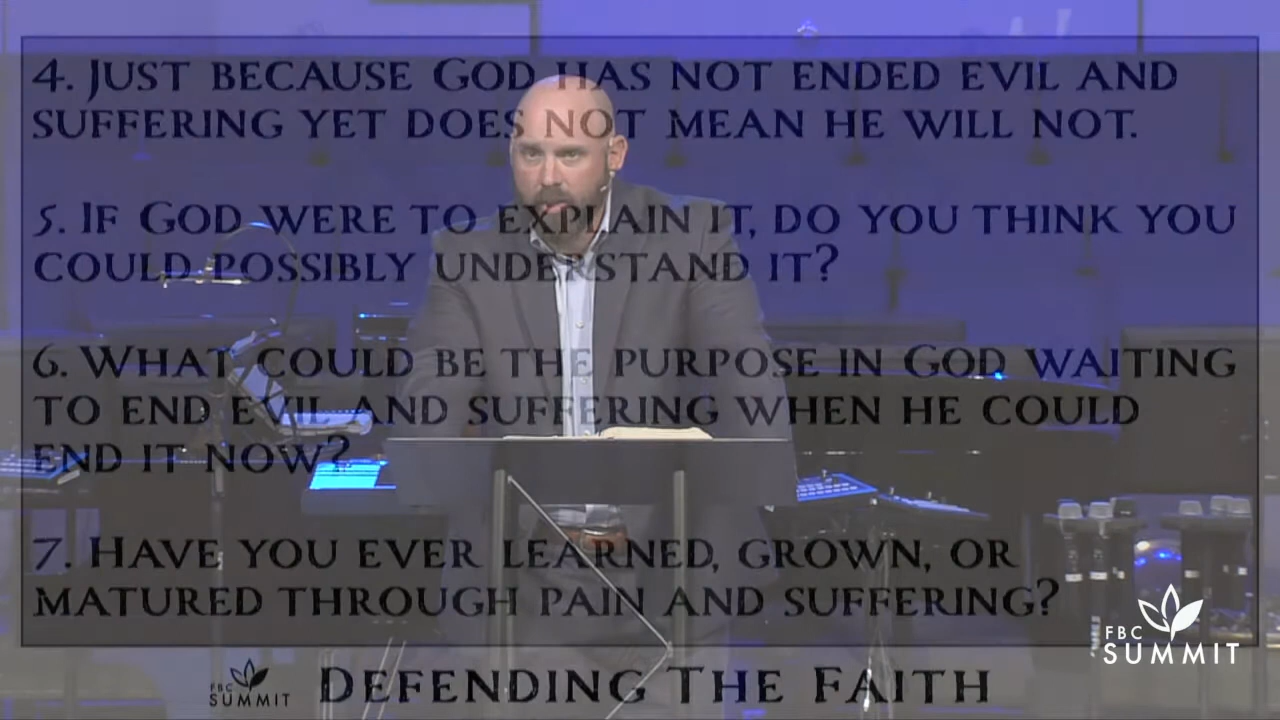 4. Just because God has not ended evil and
suffering yet does not mean he will not.
5. If God were to explain it, do you think you
could possibly understand it?
6. What could be the purpose in God waiting
to end evil and suffering when he could
end it now?
7. Have you ever learned, grown, or
matured through pain and suffering?
FBC
SUMMIT
FBC
SUMMIT
Defending The Faith